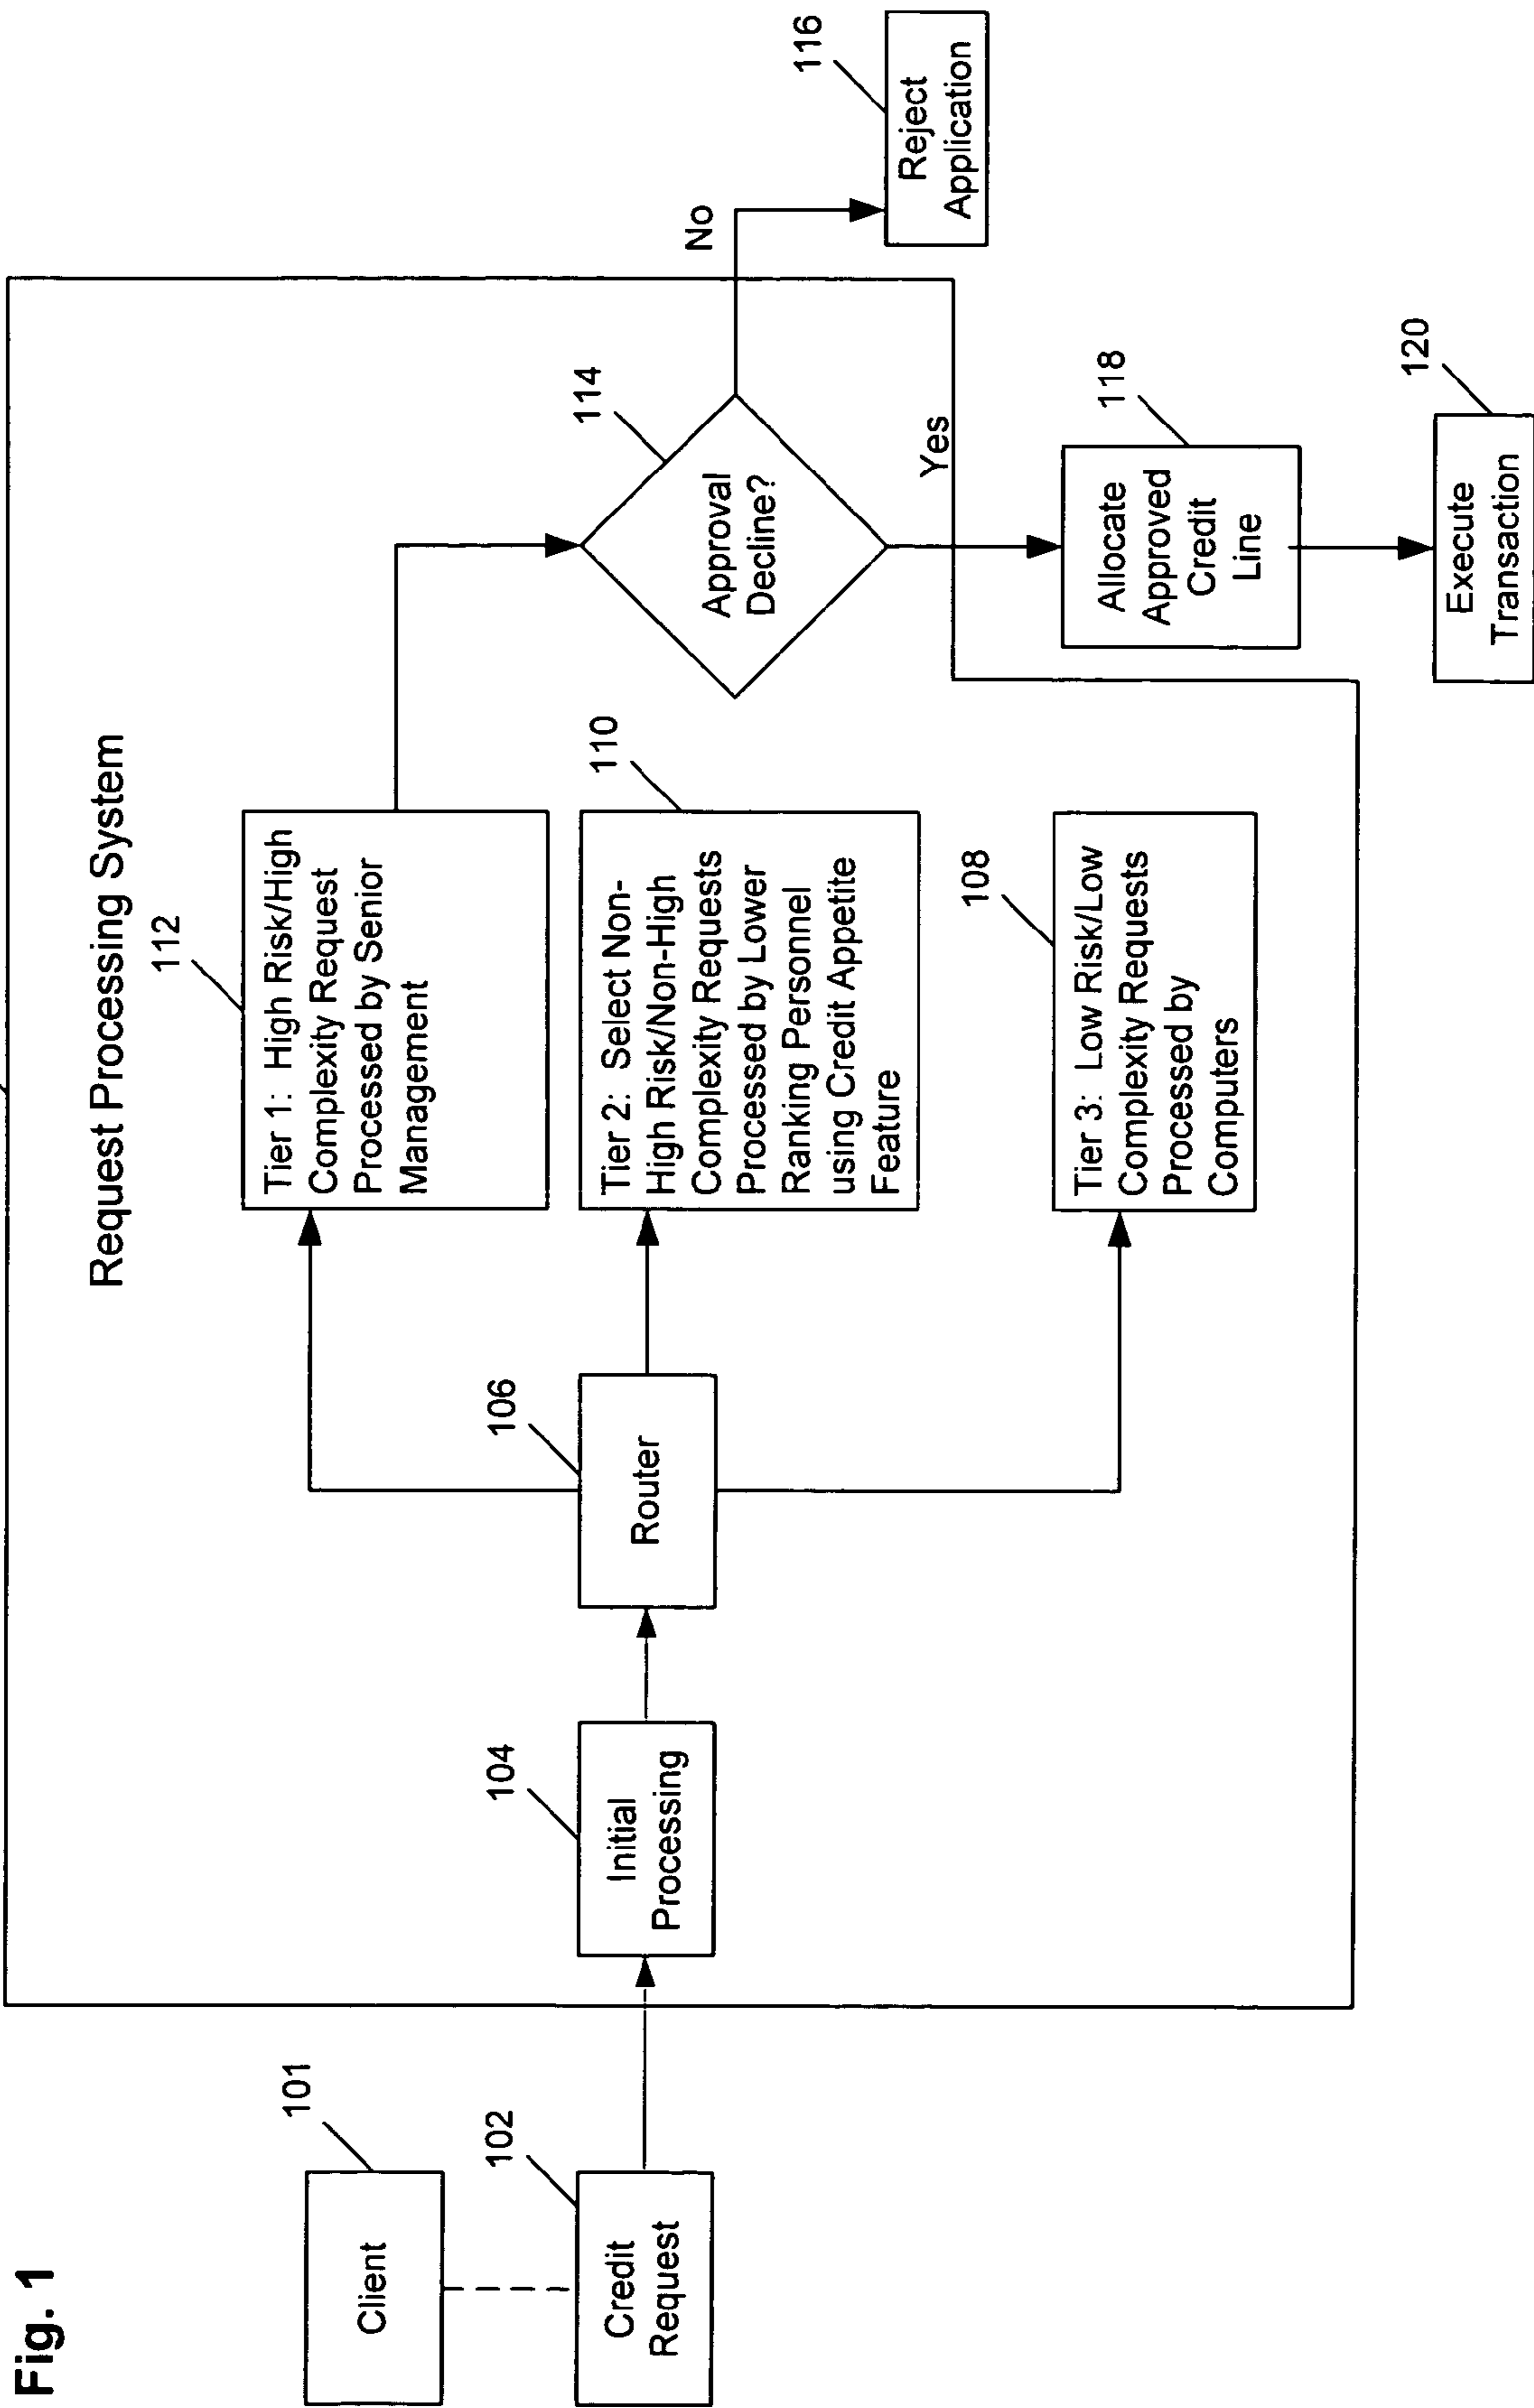 Fig. 1
Request Processing System
Client
101
Credit
Request
102
Initial
Processing
104
Router
106
112
Tier 1: High Risk/High
Complexity Request
Processed by Senior
Management
110
Tier 2: Select Non-
High Risk/Non-High
Complexity Requests
Processed by Lower
Ranking Personnel
using Credit Appetite
Feature
108
Tier 3: Low Risk/Low
Complexity Requests
Processed by
Computers
114
Approval
Decline?
No
Yes
116
Reject
Application
118
Allocate
Approved
Credit
Line
120
Execute
Transaction